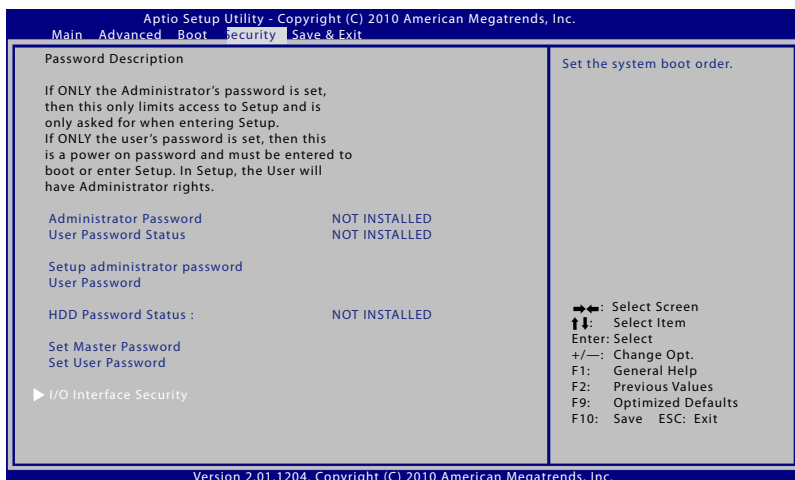 Aptio Setup Utility - Copyright (C) 2010 American Megatrends, Inc.
Main Advanced Boot Security Save & Exit
Password Description
If ONLY the Administrator's password is set,
then this only limits access to Setup and is
only asked for when entering Setup.
If ONLY the user's password is set, then this
is a power on password and must be entered to
boot or enter Setup. In Setup, the User will
have Administrator rights.
Administrator Password NOT INSTALLED
User Password Status NOT INSTALLED
Setup administrator password
User Password
HDD Password Status : NOT INSTALLED
Set Master Password
Set User Password
I/O Interface Security
Set the system boot order.
: Select Screen
: Select Item
Enter: Select
+/—: Change Opt.
F1: General Help
F2: Previous Values
F9: Optimized Defaults
F10: Save ESC: Exit
Version 2.01.1204. Copyright (C) 2010 American Megatrends, Inc.